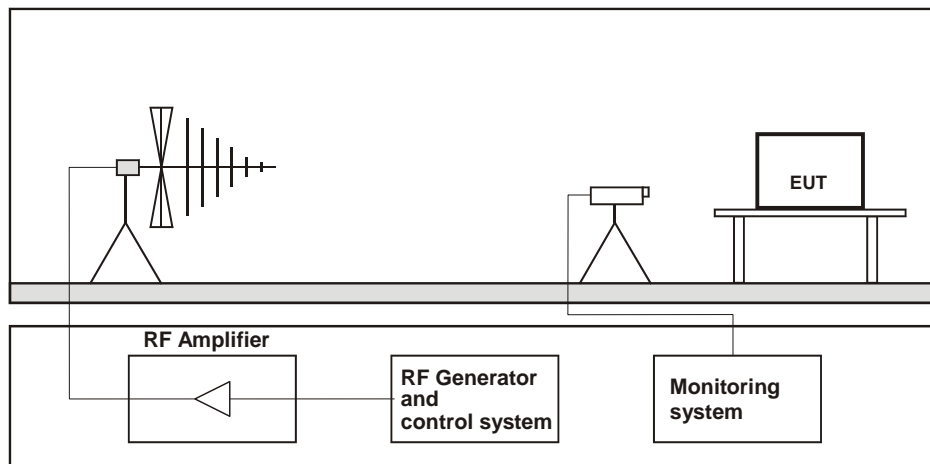 EUT
RF Amplifier
RF Generator
and
control system
Monitoring
system